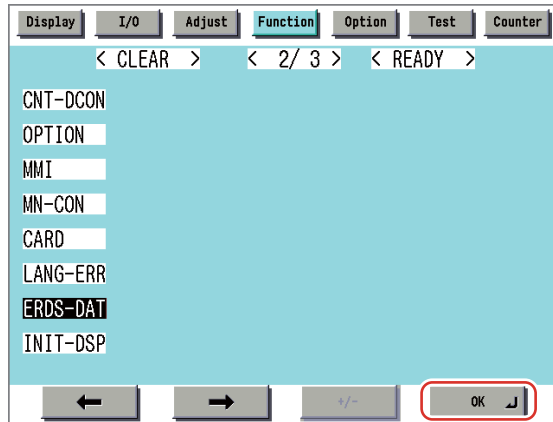 Display I/O Adjust Function Option Test Counter
< CLEAR > < 2/ 3 > < READY >
CNT-DCON
OPTION
MMI
MN-CON
CARD
LANG-ERR
ERDS-DAT
INIT-DSP
+/- OK